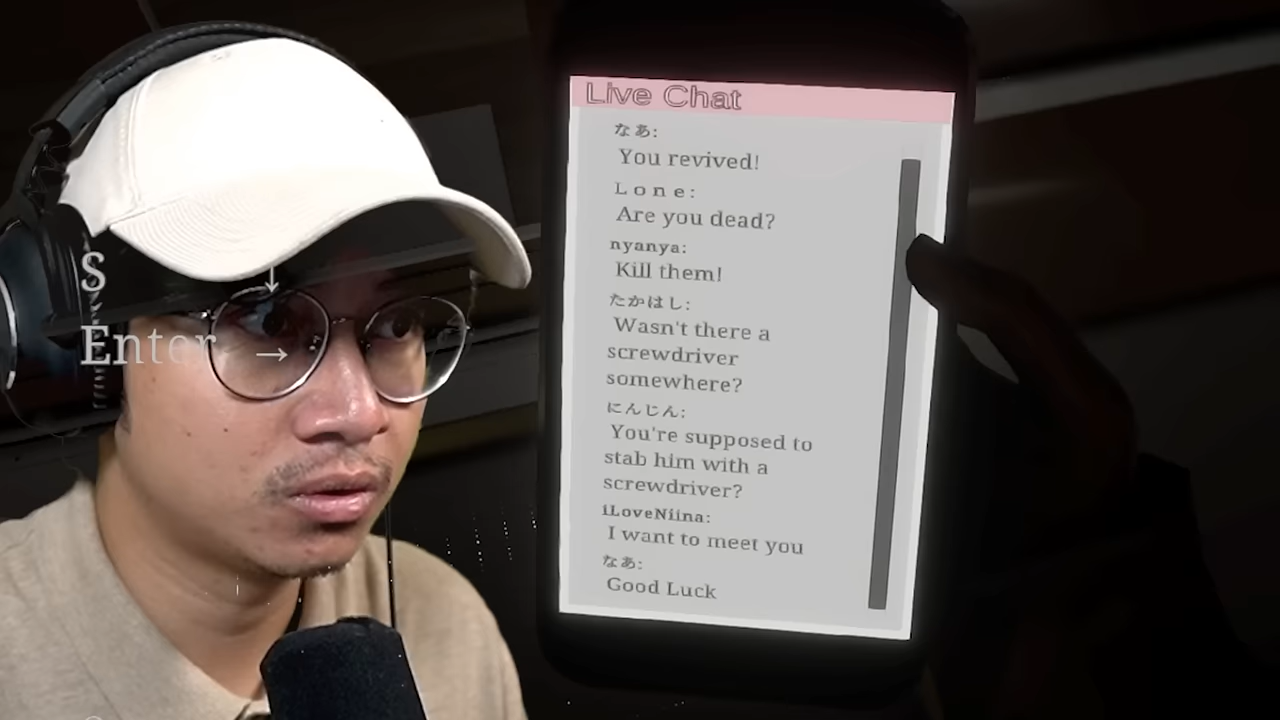 Live Chat
なあ:
You revived!
Lone:
Are you dead?
nyanya:
Kill them!
たかはし:
Wasn't there a
screwdriver
somewhere?
にんじん:
You're supposed to
stab him with a
screwdriver?
iLoveNiina:
I want to meet you
なあ:
Good Luck
S ↓
Enter →